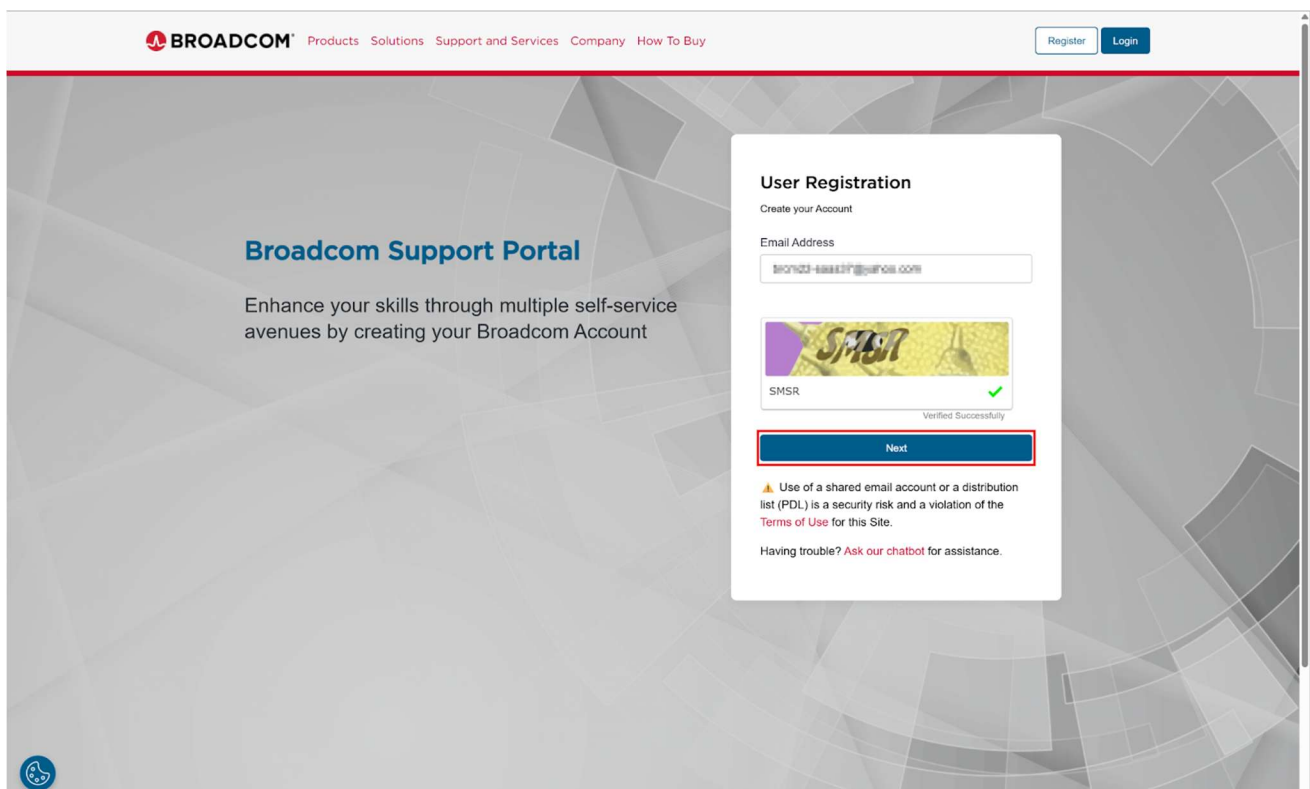 BROADCOM
Products Solutions Support and Services Company How To Buy
Register Login
Broadcom Support Portal
Enhance your skills through multiple self-service
avenues by creating your Broadcom Account
User Registration
Create your Account
Email Address
SMSR
SMSR
Verified Successfully
Next
Use of a shared email account or a distribution
list (PDL) is a security risk and a violation of the
Terms of Use for this Site.
Having trouble? Ask our chatbot for assistance.